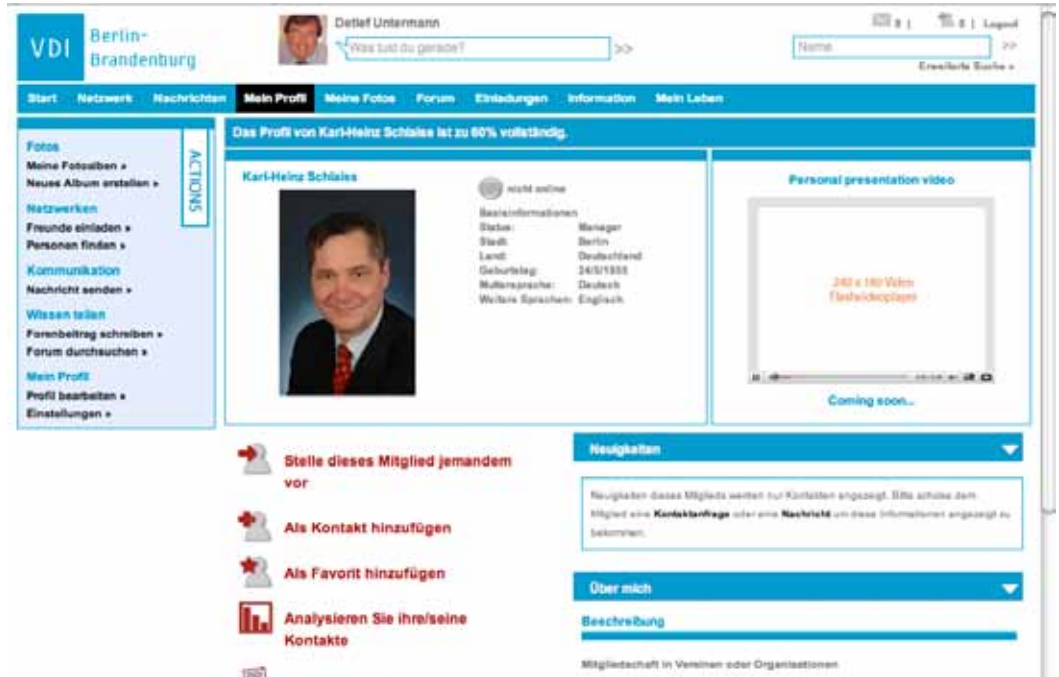 VDI
Berlin-
Brandenburg
Detlef Untermann
Was tust du gerade?
>>
Logout
Name
>>
Erweiterte Suche »
Start Netzwerk Nachrichten Mein Profil Meine Fotos Forum Einladungen Information Mein Leben
ACTIONS
Fotos
Meine Fotoalben »
Neues Album erstellen »
Netzwerken
Freunde einladen »
Personen finden »
Kommunikation
Nachricht senden »
Wissen teilen
Forenbeitrag schreiben »
Forum durchsuchen »
Mein Profil
Profil bearbeiten »
Einstellungen »
Das Profil von Karl-Heinz Schlaiss ist zu 60% vollständig.
Karl-Heinz Schlaiss
nicht online
Basisinformationen
Status: Manager
Stadt: Berlin
Land: Deutschland
Geburtstag:
Muttersprache: Deutsch
Weitere Sprachen: Englisch
Personal presentation video
Video
Coming soon...
Stelle dieses Mitglied jemandem
vor
Als Kontakt hinzufügen
Als Favorit hinzufügen
Analysieren Sie ihre/seine
Kontakte
Neuigkeiten
Neuigkeiten dieses Mitglieds werden nur Kontakten angezeigt. Bitte schicke dem
Mitglied eine Kontaktanfrage oder eine Nachricht um diese Informationen angezeigt zu
bekommen.
Über mich
Beschreibung
Mitgliedschaft in Vereinen oder Organisationen